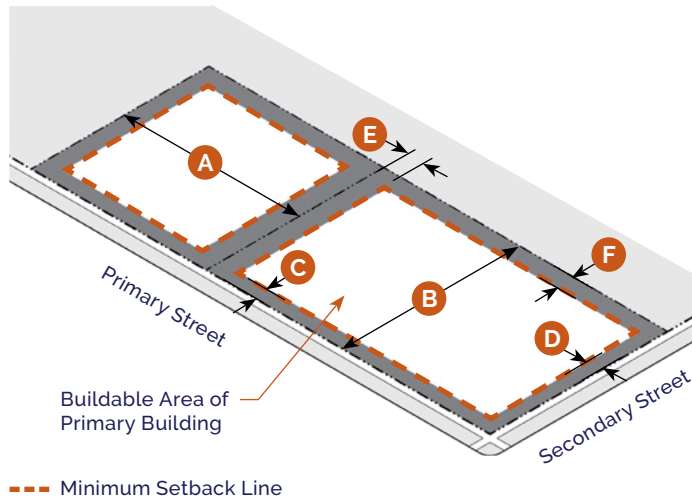 E
A
F
C
B
D
Primary Street
Secondary Street
Buildable Area of
Primary Building
Minimum Setback Line